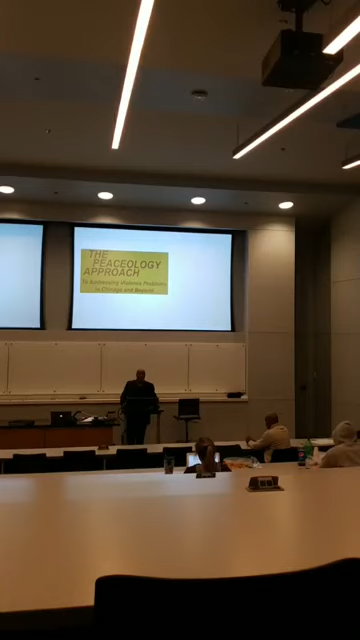 THE
PEACEOLOGY
APPROACH
To Addressing Violence Problems
in Chicago and Beyond.